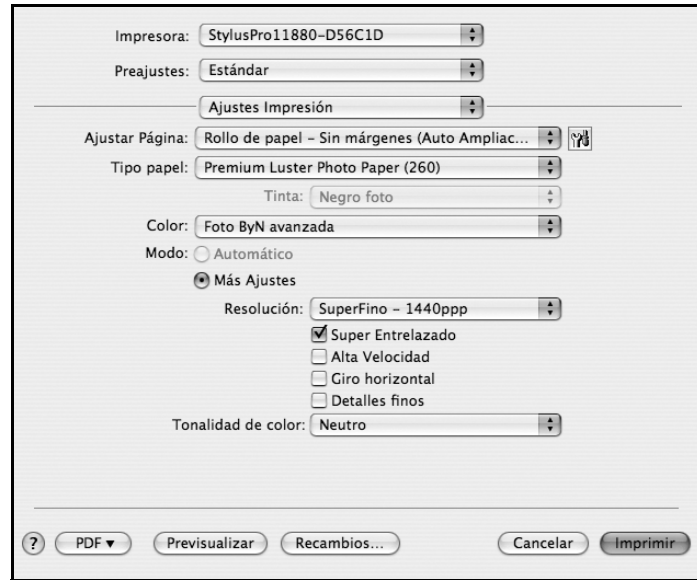 Impresora: StylusPro11880-D56C1D
Preajustes: Estándar
Ajustes Impresión
Ajustar Página: Rollo de papel – Sin márgenes (Auto Ampliac...
Tipo papel: Premium Luster Photo Paper (260)
Tinta: Negro foto
Color: Foto ByN avanzada
Modo: Automático
Más Ajustes
Resolución: SuperFino – 1440ppp
Super Entrelazado
Alta Velocidad
Giro horizontal
Detalles finos
Tonalidad de color: Neutro
? PDF ▼ Previsualizar Recambios... Cancelar Imprimir